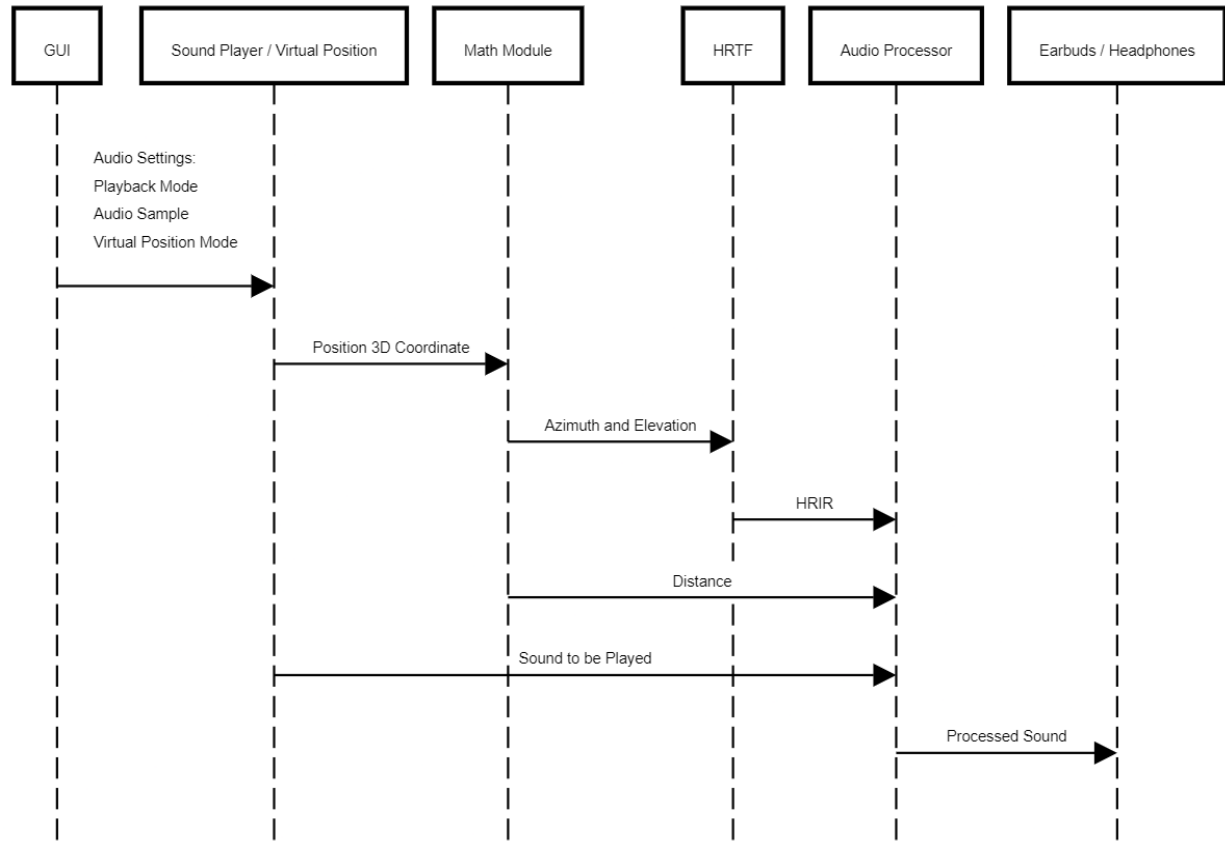 GUI
Sound Player / Virtual Position
Math Module
HRTF
Audio Processor
Earbuds / Headphones
Audio Settings:
Playback Mode
Audio Sample
Virtual Position Mode
Position 3D Coordinate
Azimuth and Elevation
HRIR
Distance
Sound to be Played
Processed Sound